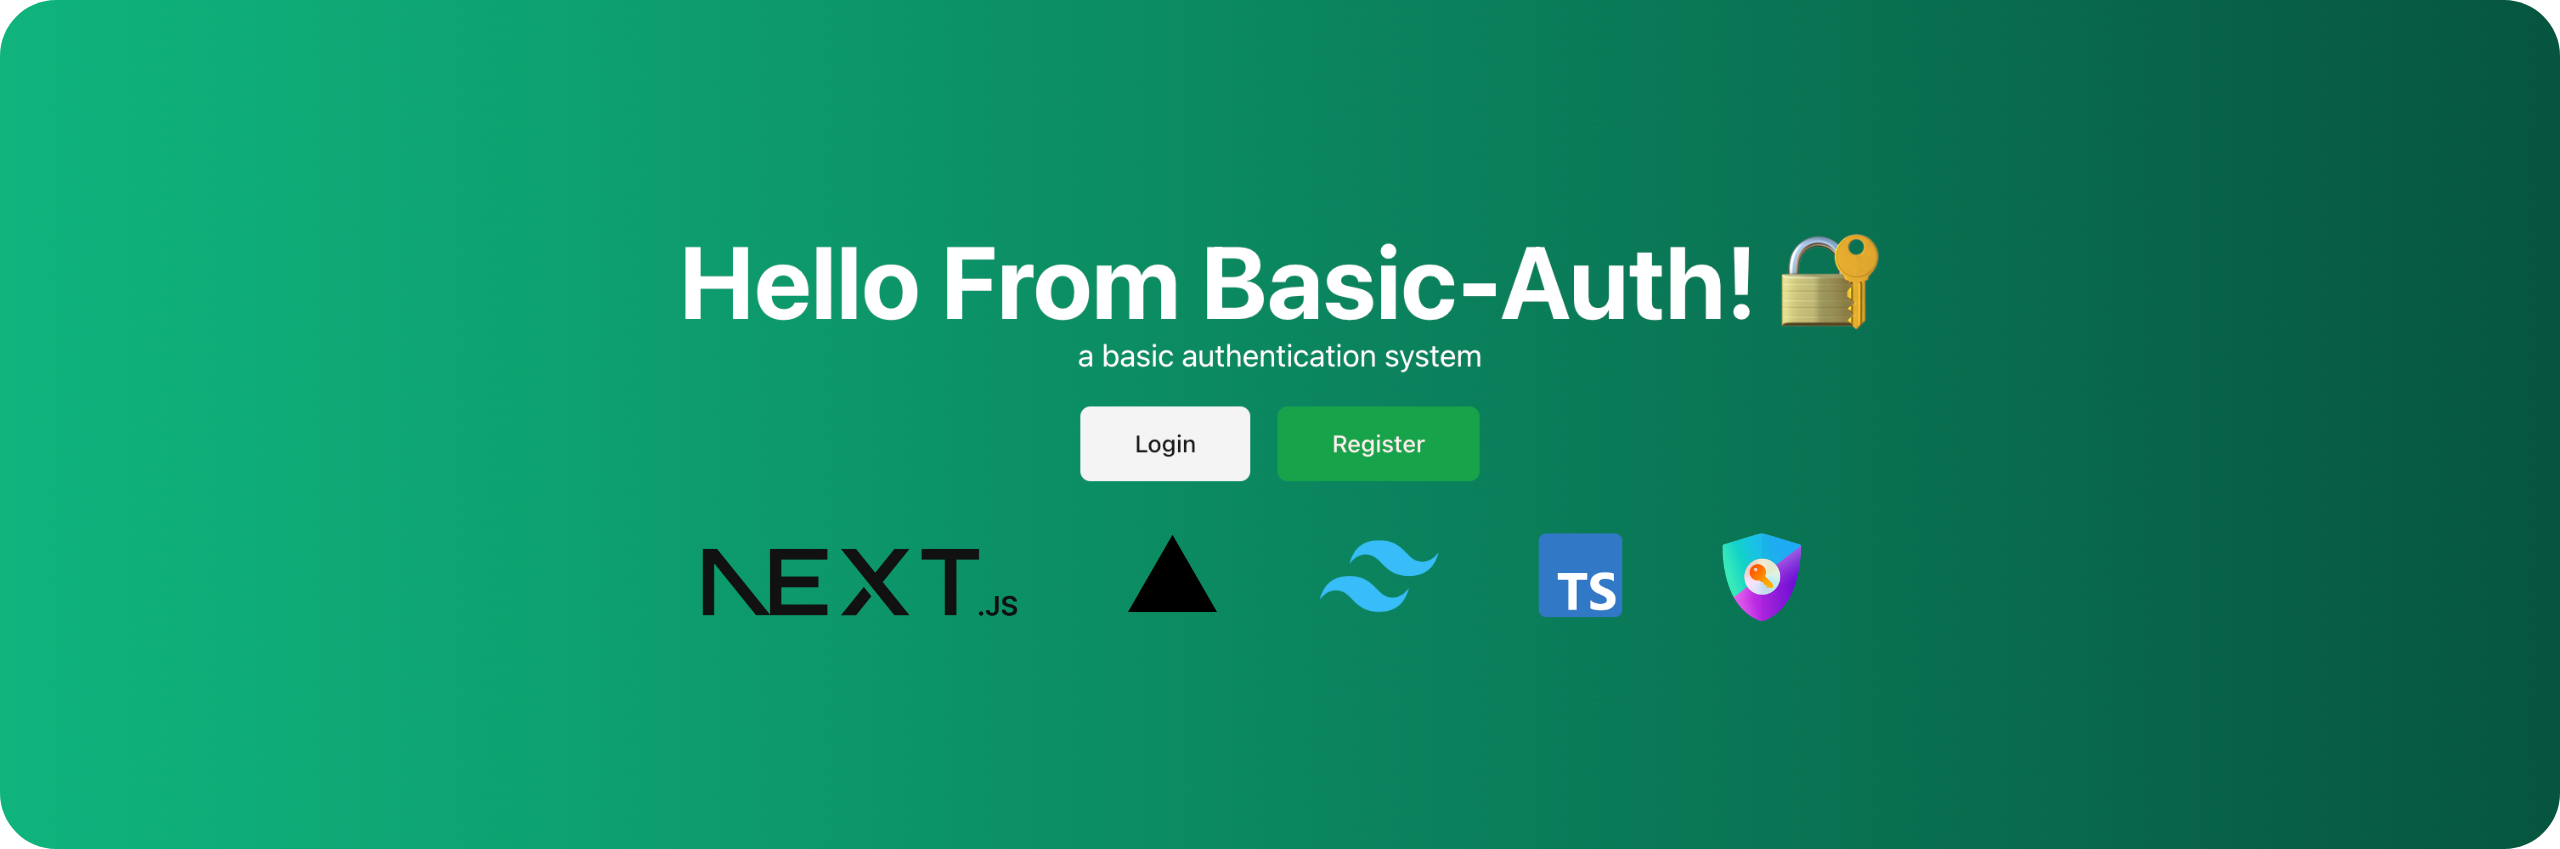 Hello From Basic-Auth! 🔐
a basic authentication system
Login Register
NEXT.JS TS